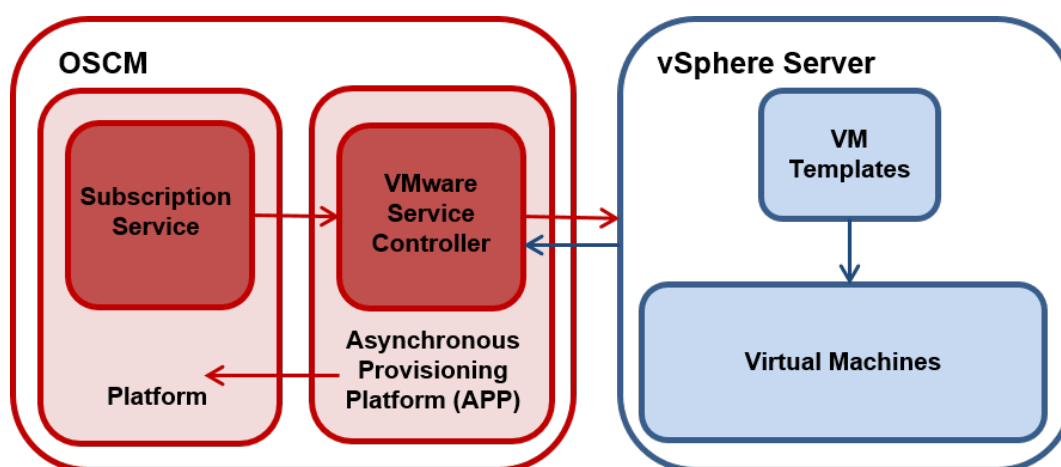 OSCM
Subscription
Service
Platform
VMware
Service
Controller
Asynchronous
Provisioning
Platform (APP)
vSphere Server
VM
Templates
Virtual Machines